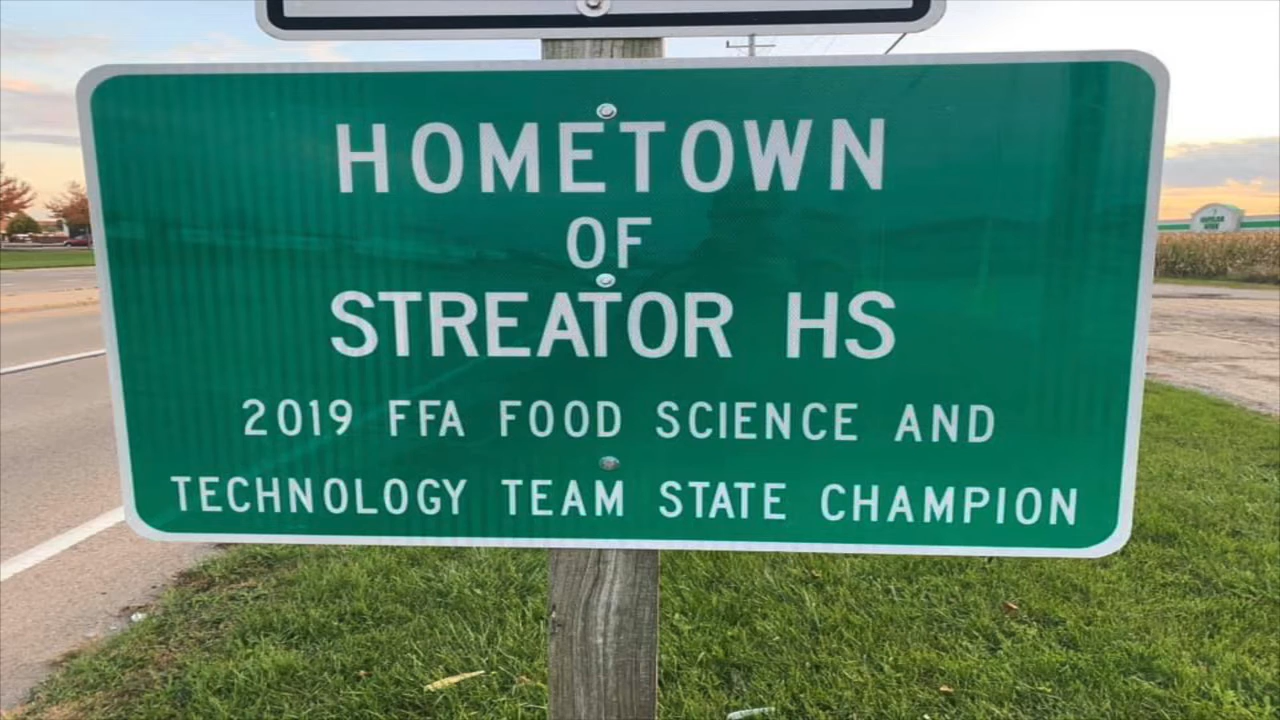 HOMETOWN
OF
STREATOR HS
2019 FFA FOOD SCIENCE AND
TECHNOLOGY TEAM STATE CHAMPION